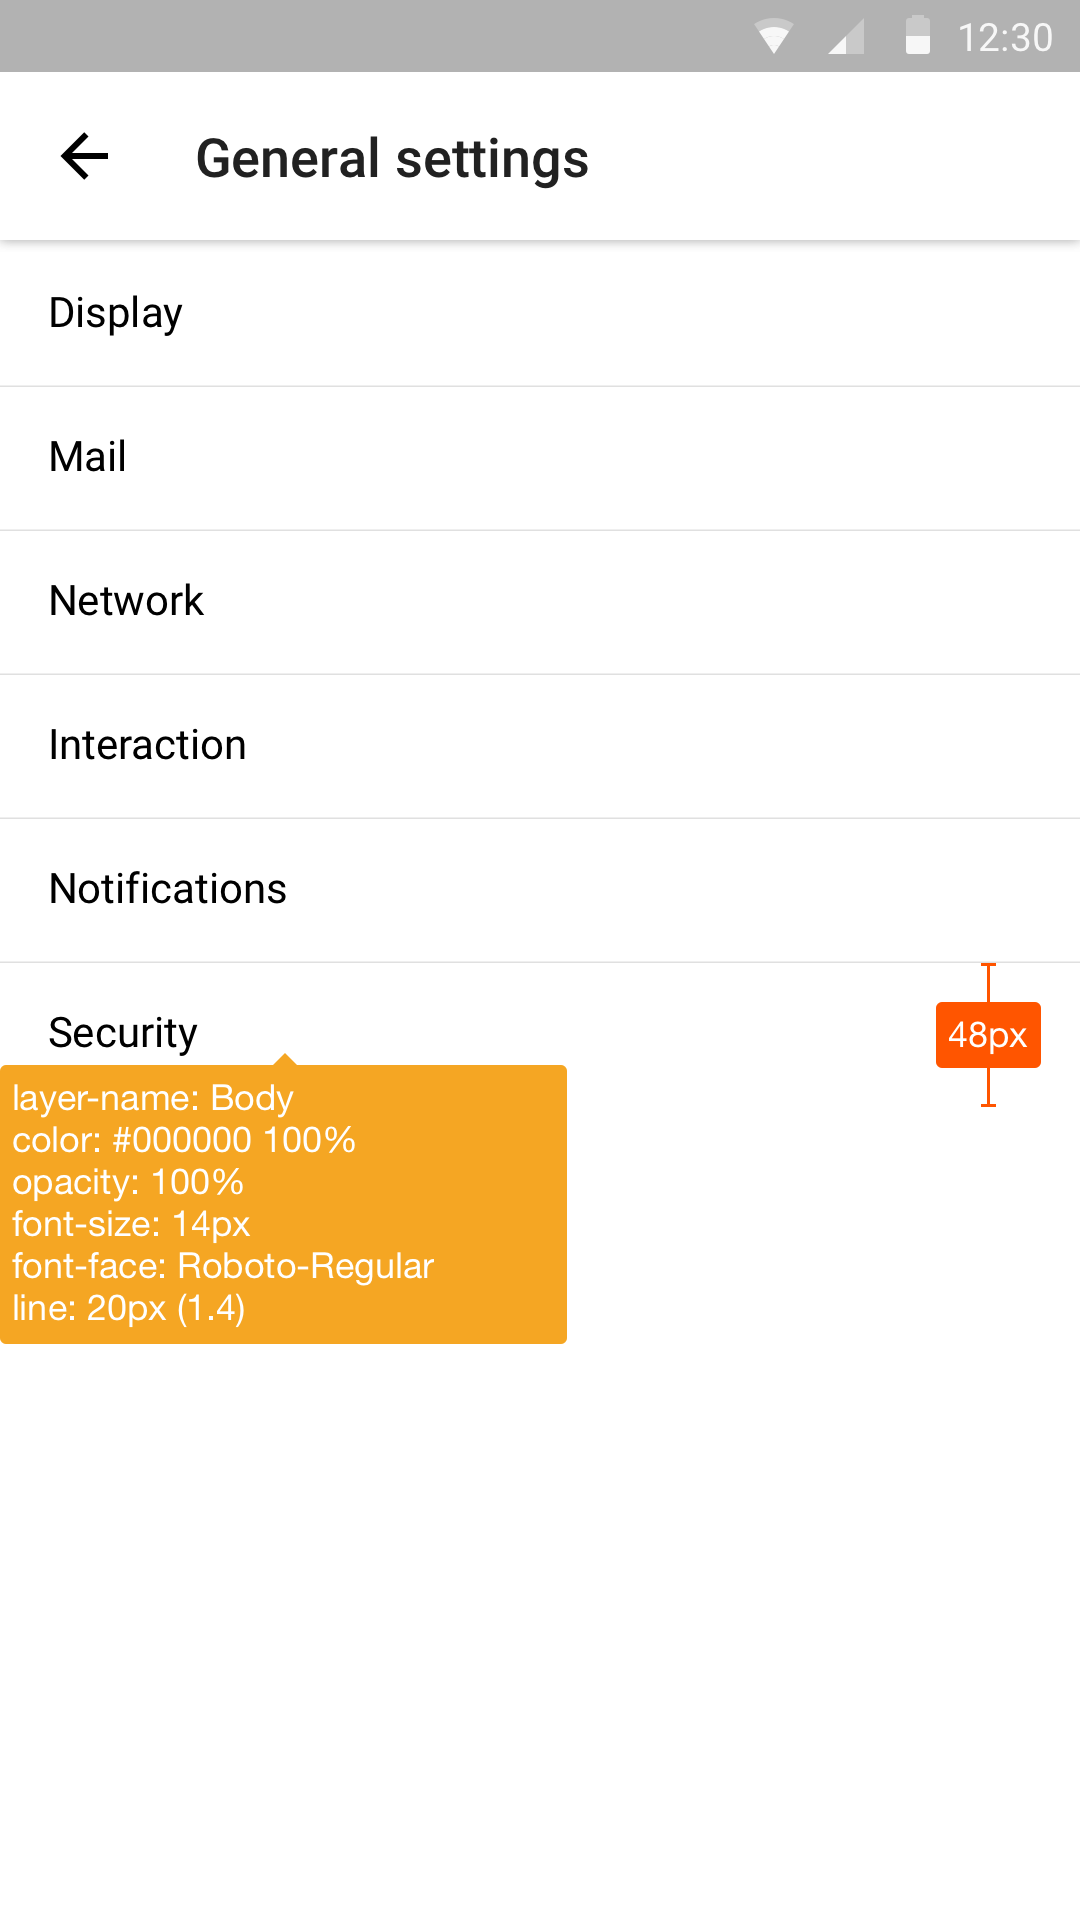 12:30
General settings
Display
Mail
Network
Interaction
Notifications
Security
48px
layer-name: Body
color: #000000 100%
opacity: 100%
font-size: 14px
font-face: Roboto-Regular
line: 20px (1.4)